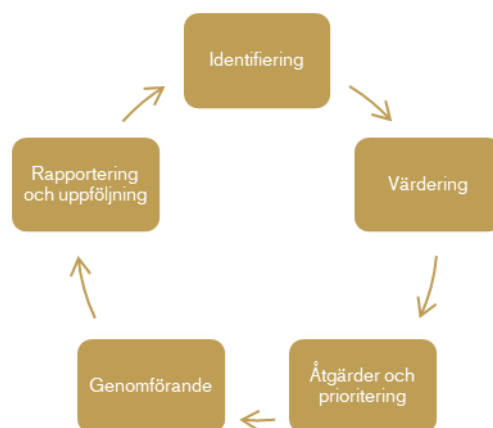 Identifiering
Värdering
Åtgärder och
prioritering
Genomförande
Rapportering
och uppföljning